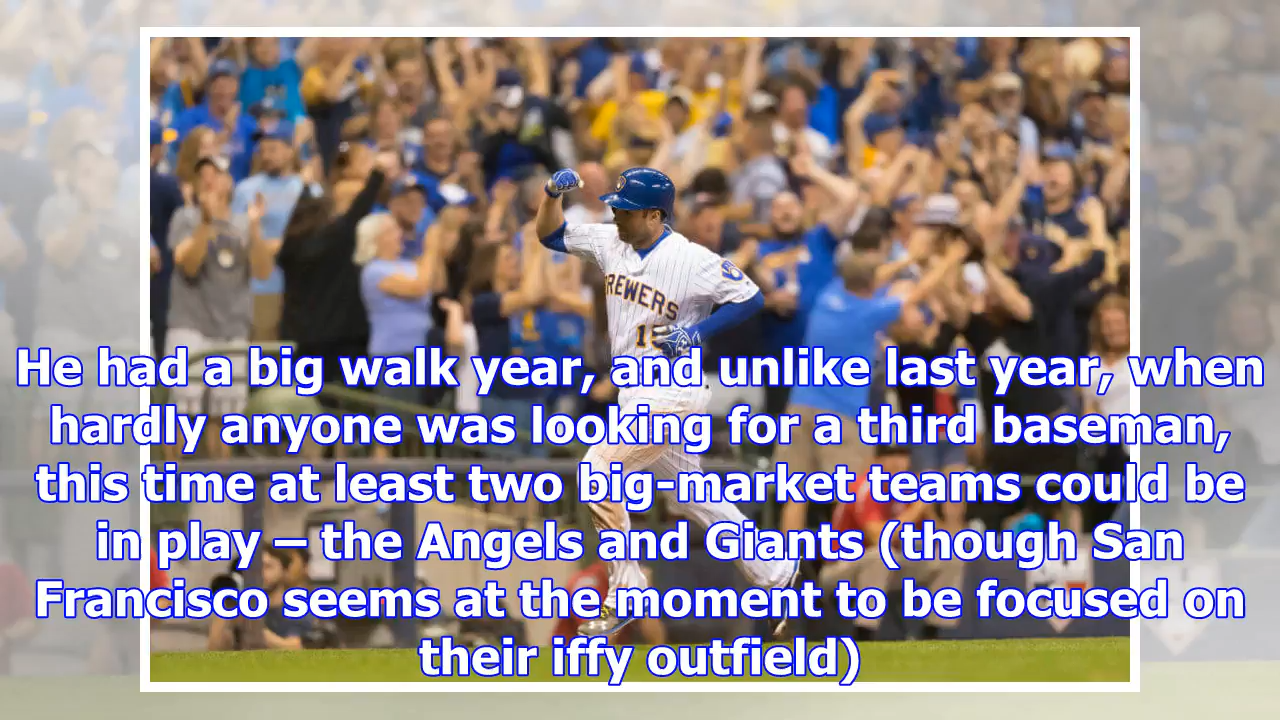 BREWERS
He had a big walk year, and unlike last year, when
hardly anyone was looking for a third baseman,
this time at least two big-market teams could be
in play – the Angels and Giants (though San
Francisco seems at the moment to be focused on
their iffy outfield)